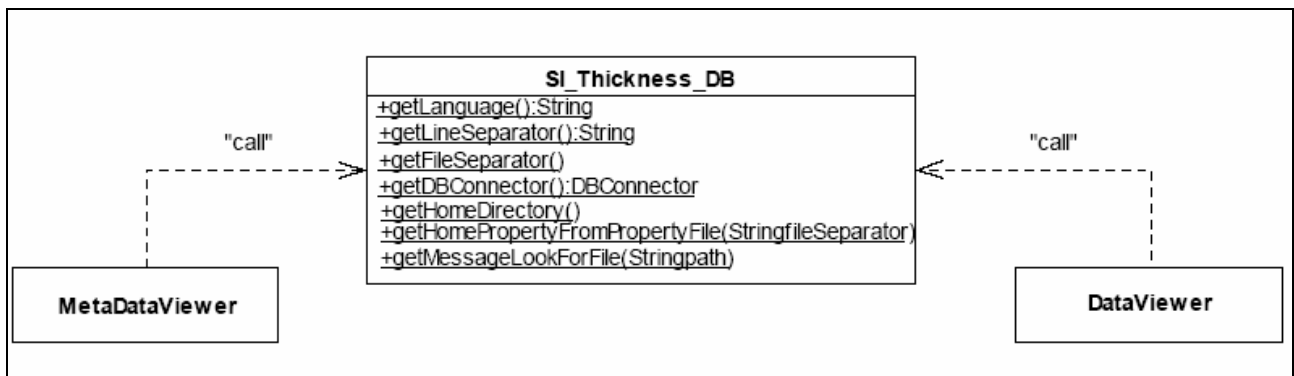 SI_Thickness_DB
+getLanguage():String
+getLineSeparator():String
+getFileSeparator()
+getDBConnector():DBConnector
+getHomeDirectory()
+getHomePropertyFromPropertyFile(StringfileSeparator)
+getMessageLookForFile(Stringpath)
"call"
"call"
MetaDataViewer
DataViewer